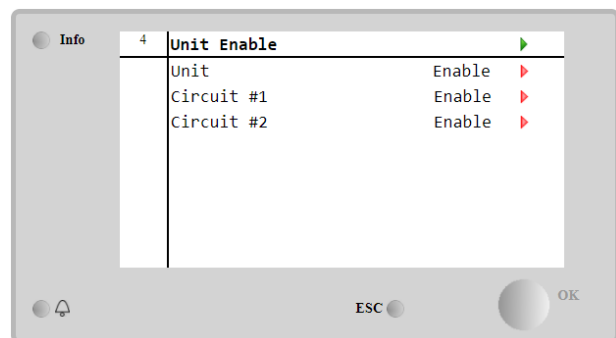 Info
4 Unit Enable
Unit Enable
Circuit #1 Enable
Circuit #2 Enable
ESC
OK